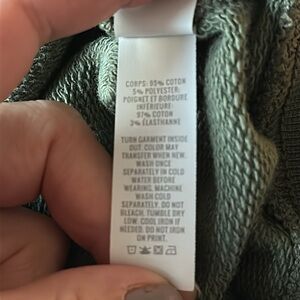 CORPS: 95% COTON
5% POLYESTER;
POIGNET ET BORDURE
INFÉRIEURE:
97% COTON
3% ÉLASTHANNE
TURN GARMENT INSIDE
OUT. COLOR MAY
TRANSFER WHEN NEW.
WASH ONCE
SEPARATELY IN COLD
WATER BEFORE
WEARING. MACHINE
WASH COLD
SEPARATELY. DO NOT
BLEACH; TUMBLE DRY
LOW. COOL IRON IF
NEEDED. DO NOT IRON
ON PRINT.